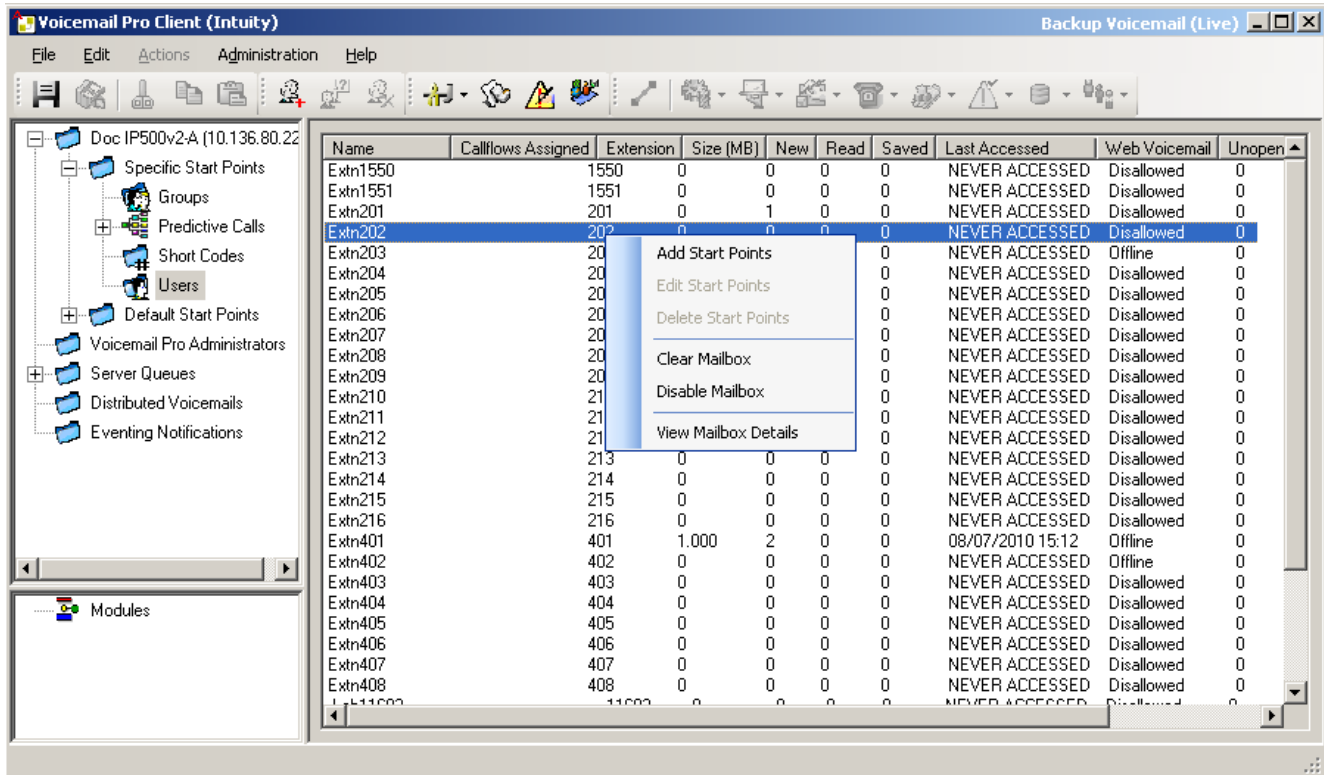 Voicemail Pro Client (Intuity) Backup Voicemail (Live)
File Edit Actions Administration Help
Doc IP500v2-A (10.136.80.22
Specific Start Points
Groups
Predictive Calls
Short Codes
Users
Default Start Points
Voicemail Pro Administrators
Server Queues
Distributed Voicemails
Eventing Notifications
Modules
Name Callflows Assigned Extension Size (MB) New Read Saved Last Accessed Web Voicemail Unopen
Extn1550 1550 0 0 0 0 NEVER ACCESSED Disallowed 0
Extn1551 1551 0 0 0 0 NEVER ACCESSED Disallowed 0
Extn201 201 0 1 0 0 NEVER ACCESSED Disallowed 0
Extn202 202 0 0 0 0 NEVER ACCESSED Disallowed 0
Extn203 20 0 NEVER ACCESSED Offline 0
Extn204 20 0 NEVER ACCESSED Disallowed 0
Extn205 20 0 NEVER ACCESSED Disallowed 0
Extn206 20 0 NEVER ACCESSED Disallowed 0
Extn207 20 0 NEVER ACCESSED Disallowed 0
Extn208 20 0 NEVER ACCESSED Disallowed 0
Extn209 20 0 NEVER ACCESSED Disallowed 0
Extn210 21 0 NEVER ACCESSED Disallowed 0
Extn211 21 0 NEVER ACCESSED Disallowed 0
Extn212 21 0 NEVER ACCESSED Disallowed 0
Extn213 213 0 0 0 0 NEVER ACCESSED Disallowed 0
Extn214 214 0 0 0 0 NEVER ACCESSED Disallowed 0
Extn215 215 0 0 0 0 NEVER ACCESSED Disallowed 0
Extn216 216 0 0 0 0 NEVER ACCESSED Disallowed 0
Extn401 401 1.000 2 0 0 08/07/2010 15:12 Offline 0
Extn402 402 0 0 0 0 NEVER ACCESSED Offline 0
Extn403 403 0 0 0 0 NEVER ACCESSED Disallowed 0
Extn404 404 0 0 0 0 NEVER ACCESSED Disallowed 0
Extn405 405 0 0 0 0 NEVER ACCESSED Disallowed 0
Extn406 406 0 0 0 0 NEVER ACCESSED Disallowed 0
Extn407 407 0 0 0 0 NEVER ACCESSED Disallowed 0
Extn408 408 0 0 0 0 NEVER ACCESSED Disallowed 0
Add Start Points
Edit Start Points
Delete Start Points
Clear Mailbox
Disable Mailbox
View Mailbox Details